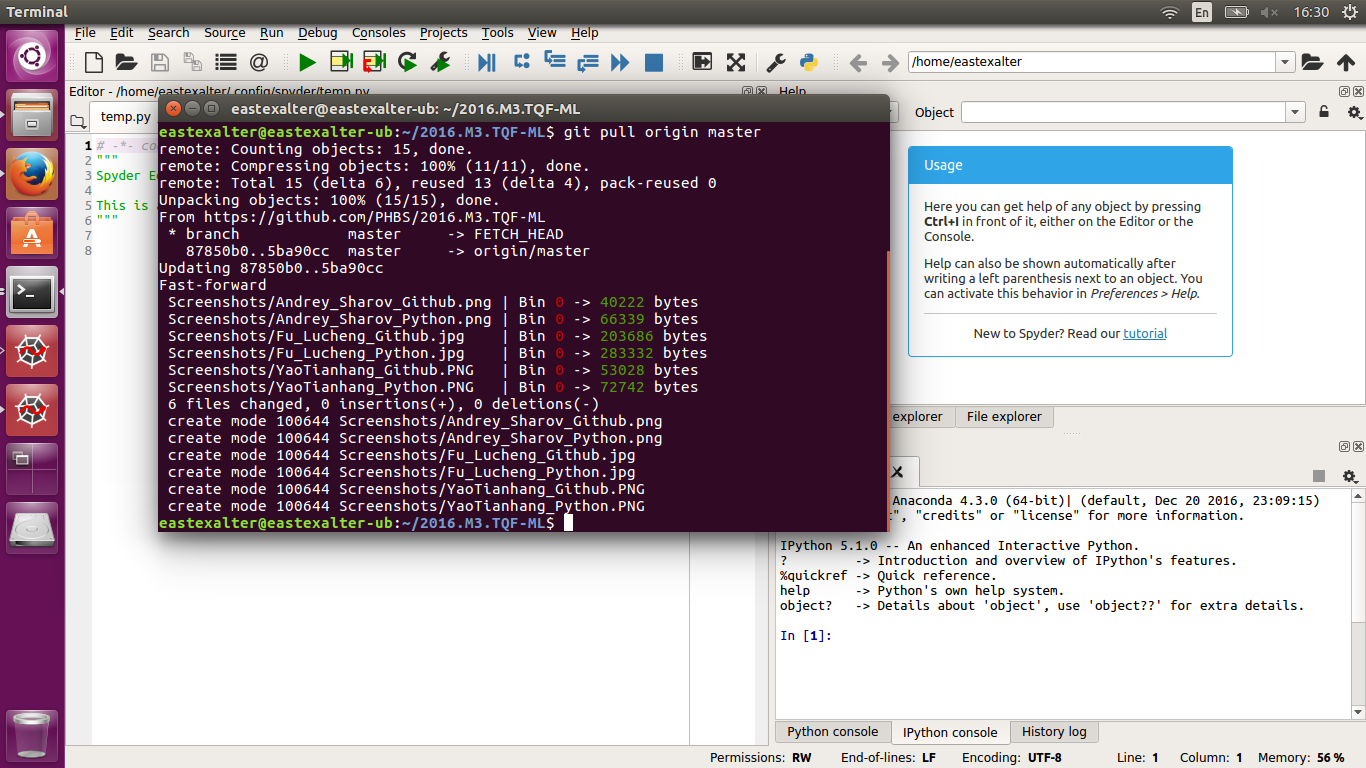 Terminal
En
16:30
File Edit Search Source Run Debug Consoles Projects Tools View Help
@
/home/eastexalter
Editor - /home/eastexalter/.config/spyder/temp.py
Help
temp.py
Object
1 # -*- co
2 """
3 Spyder E
4
5 This is
6 """
7
8
eastexalter@eastexalter-ub: ~/2016.M3.TQF-ML
eastexalter@eastexalter-ub:~/2016.M3.TQF-ML$ git pull origin master
remote: Counting objects: 15, done.
remote: Compressing objects: 100% (11/11), done.
remote: Total 15 (delta 6), reused 13 (delta 4), pack-reused 0
Unpacking objects: 100% (15/15), done.
From https://github.com/PHBS/2016.M3.TQF-ML
 * branch            master     -> FETCH_HEAD
   87850b0..5ba90cc  master     -> origin/master
Updating 87850b0..5ba90cc
Fast-forward
 Screenshots/Andrey_Sharov_Github.png | Bin 0 -> 40222 bytes
 Screenshots/Andrey_Sharov_Python.png | Bin 0 -> 66339 bytes
 Screenshots/Fu_Lucheng_Github.jpg    | Bin 0 -> 203686 bytes
 Screenshots/Fu_Lucheng_Python.jpg    | Bin 0 -> 283332 bytes
 Screenshots/YaoTianhang_Github.PNG   | Bin 0 -> 53028 bytes
 Screenshots/YaoTianhang_Python.PNG   | Bin 0 -> 72742 bytes
 6 files changed, 0 insertions(+), 0 deletions(-)
 create mode 100644 Screenshots/Andrey_Sharov_Github.png
 create mode 100644 Screenshots/Andrey_Sharov_Python.png
 create mode 100644 Screenshots/Fu_Lucheng_Github.jpg
 create mode 100644 Screenshots/Fu_Lucheng_Python.jpg
 create mode 100644 Screenshots/YaoTianhang_Github.PNG
 create mode 100644 Screenshots/YaoTianhang_Python.PNG
eastexalter@eastexalter-ub:~/2016.M3.TQF-ML$
Usage
Here you can get help of any object by pressing
Ctrl+I in front of it, either on the Editor or the
Console.
Help can also be shown automatically after
writing a left parenthesis next to an object. You
can activate this behavior in Preferences > Help.
New to Spyder? Read our tutorial
explorer
File explorer
Anaconda 4.3.0 (64-bit)| (default, Dec 20 2016, 23:09:15)
", "credits" or "license" for more information.
IPython 5.1.0 -- An enhanced Interactive Python.
?         -> Introduction and overview of IPython's features.
%quickref -> Quick reference.
help      -> Python's own help system.
object?   -> Details about 'object', use 'object??' for extra details.
In [1]:
Python console
IPython console
History log
Permissions: RW End-of-lines: LF Encoding: UTF-8 Line: 1 Column: 1 Memory: 56 %